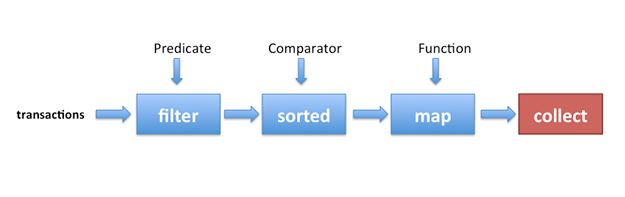 Predicate
Comparator
Function
transactions
filter
sorted
map
collect